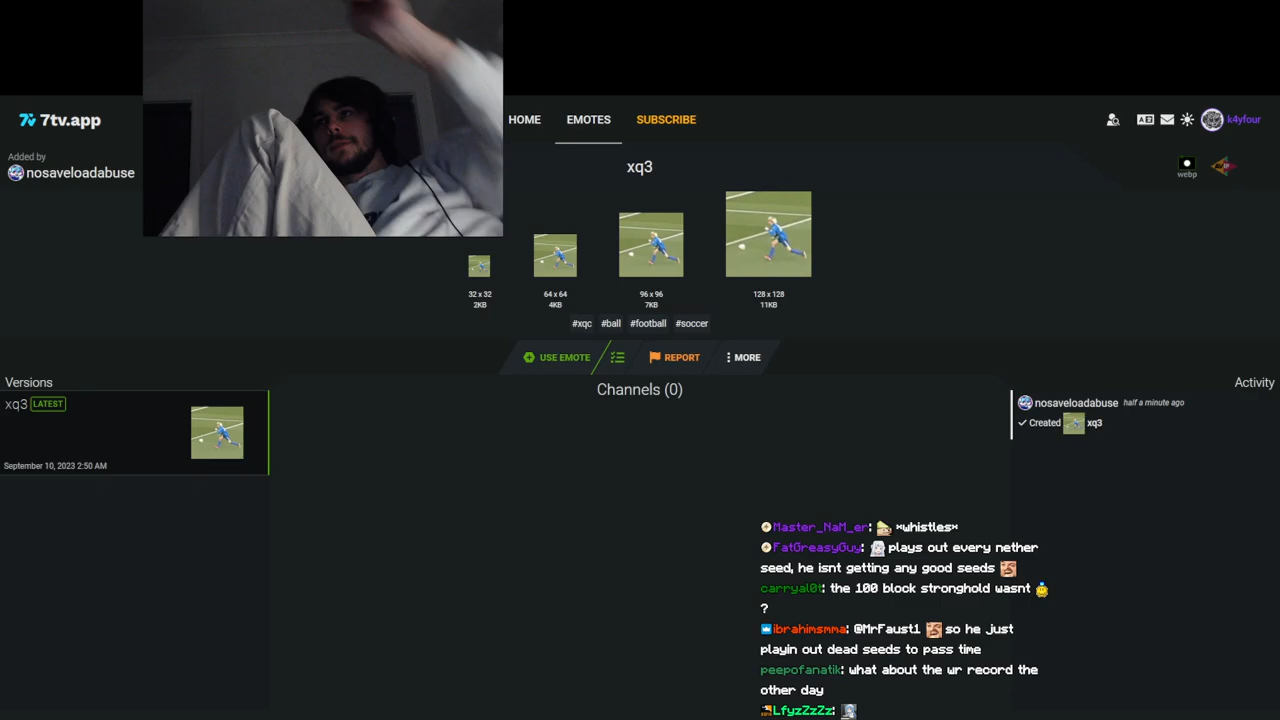 7tv.app
HOME
EMOTES
SUBSCRIBE
k4yfour
Added by
nosaveloadabuse
xq3
webp
32 x 32
2KB
64 x 64
4KB
96 x 96
7KB
128 x 128
11KB
#xqc #ball #football #soccer
USE EMOTE
REPORT
MORE
Versions
Channels (0)
Activity
xq3 LATEST
September 10, 2023 2:50 AM
nosaveloadabuse half a minute ago
Created xq3
Master_NaM_er: *whistles*
FatGreasyGuy: plays out every nether
seed, he isnt getting any good seeds
carryal0t: the 100 block stronghold wasnt
?
ibrahimsmma: @MrFaust1 so he just
playin out dead seeds to pass time
peepofanatik: what about the wr record the
other day
LfyzZzZz: